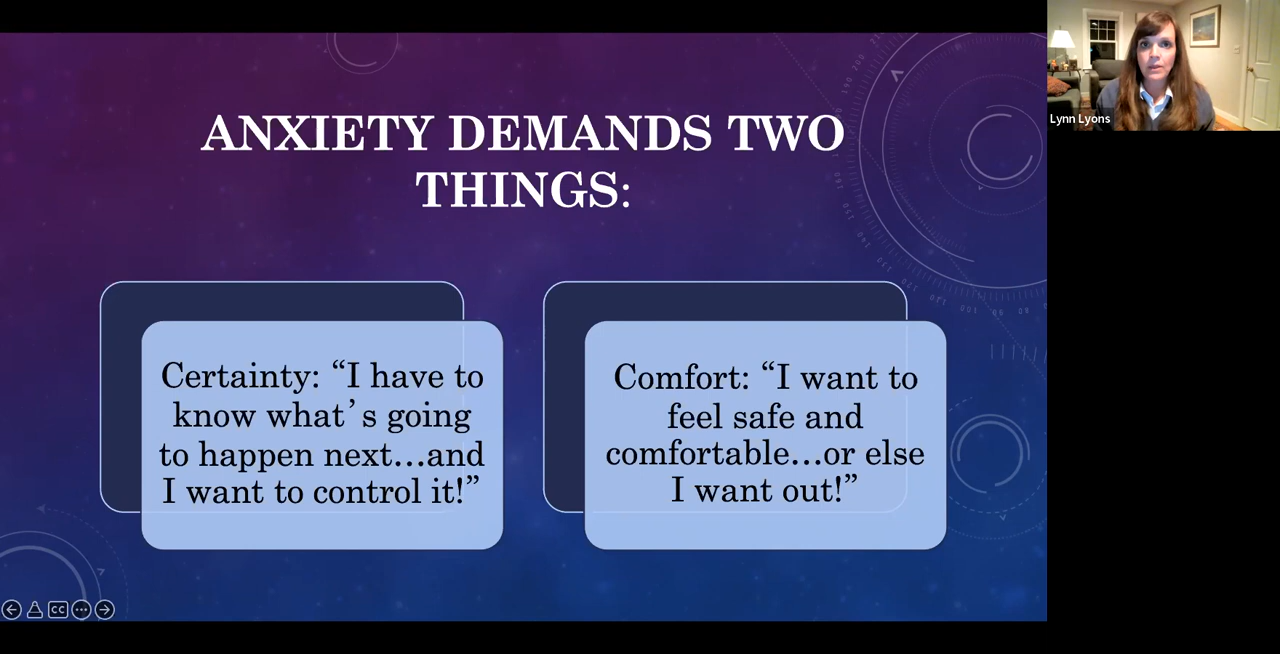 ANXIETY DEMANDS TWO
THINGS:
Certainty: “I have to
know what’s going
to happen next…and
I want to control it!”
Comfort: “I want to
feel safe and
comfortable…or else
I want out!”
Lynn Lyons
CC